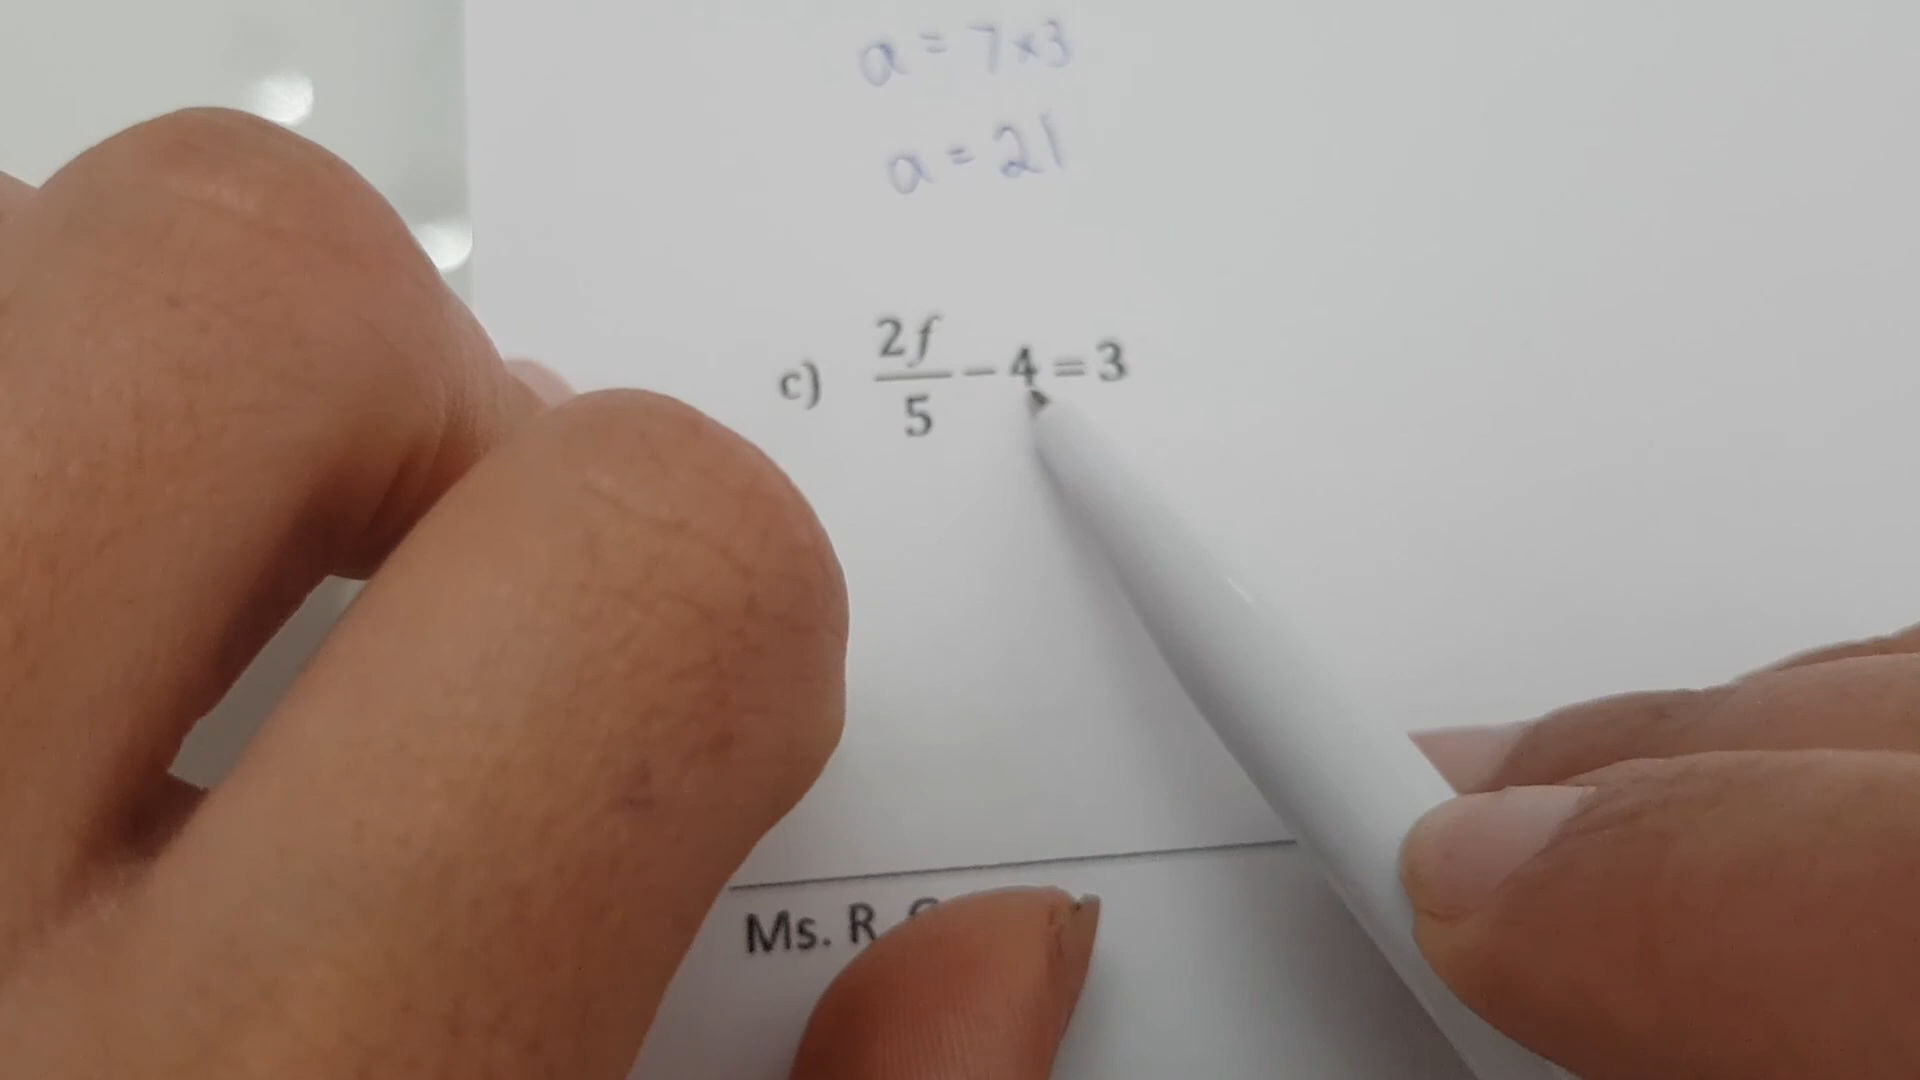 a = 7×3
a = 21
c) 2f/5 − 4 = 3
Ms. R